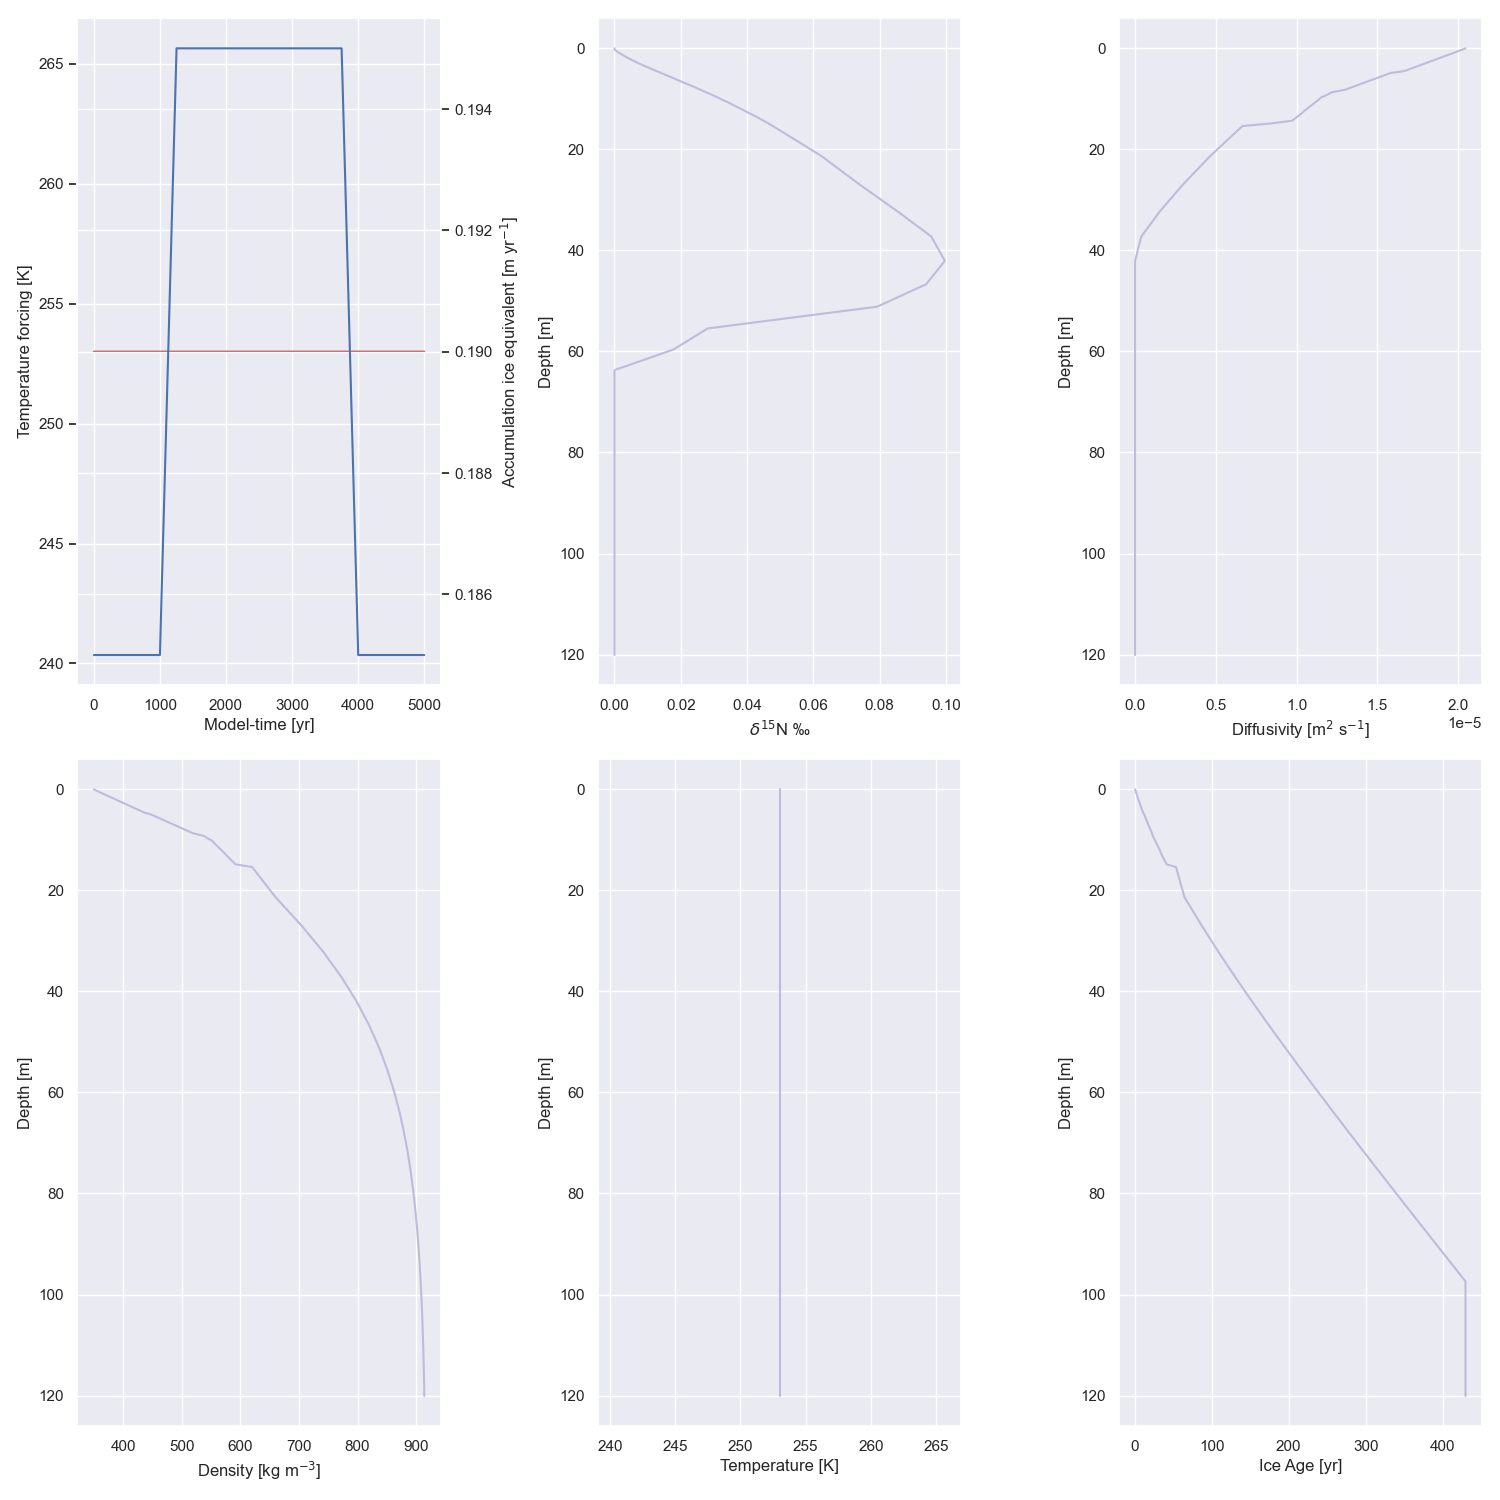 265
260
255
250
245
240
Temperature forcing [K]
0 1000 2000 3000 4000 5000
Model-time [yr]
0.194
0.192
0.190
0.188
0.186
Accumulation ice equivalent [m yr⁻¹]
0
20
40
60
80
100
120
Depth [m]
0.00 0.02 0.04 0.06 0.08 0.10
δ¹⁵N ‰
0
20
40
60
80
100
120
Depth [m]
0.0 0.5 1.0 1.5 2.0
1e−5
Diffusivity [m² s⁻¹]
0
20
40
60
80
100
120
Depth [m]
400 500 600 700 800 900
Density [kg m⁻³]
0
20
40
60
80
100
120
Depth [m]
240 245 250 255 260 265
Temperature [K]
0
20
40
60
80
100
120
Depth [m]
0 100 200 300 400
Ice Age [yr]